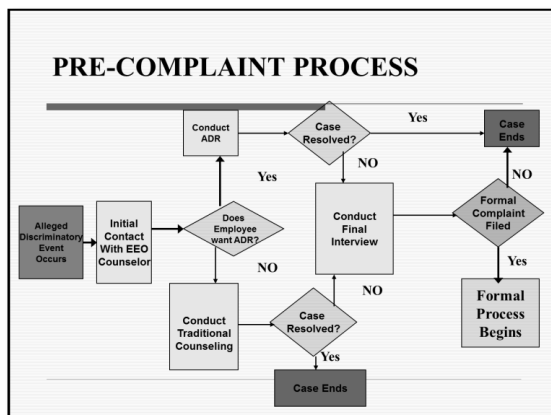 PRE-COMPLAINT PROCESS
Conduct
ADR
Case
Resolved?
Yes
Case
Ends
Yes
NO
NO
Alleged
Discriminatory
Event
Occurs
Initial
Contact
With EEO
Counselor
Does
Employee
want ADR?
Conduct
Final
Interview
Formal
Complaint
Filed
NO
NO
Yes
Conduct
Traditional
Counseling
Case
Resolved?
Formal
Process
Begins
Yes
Case Ends